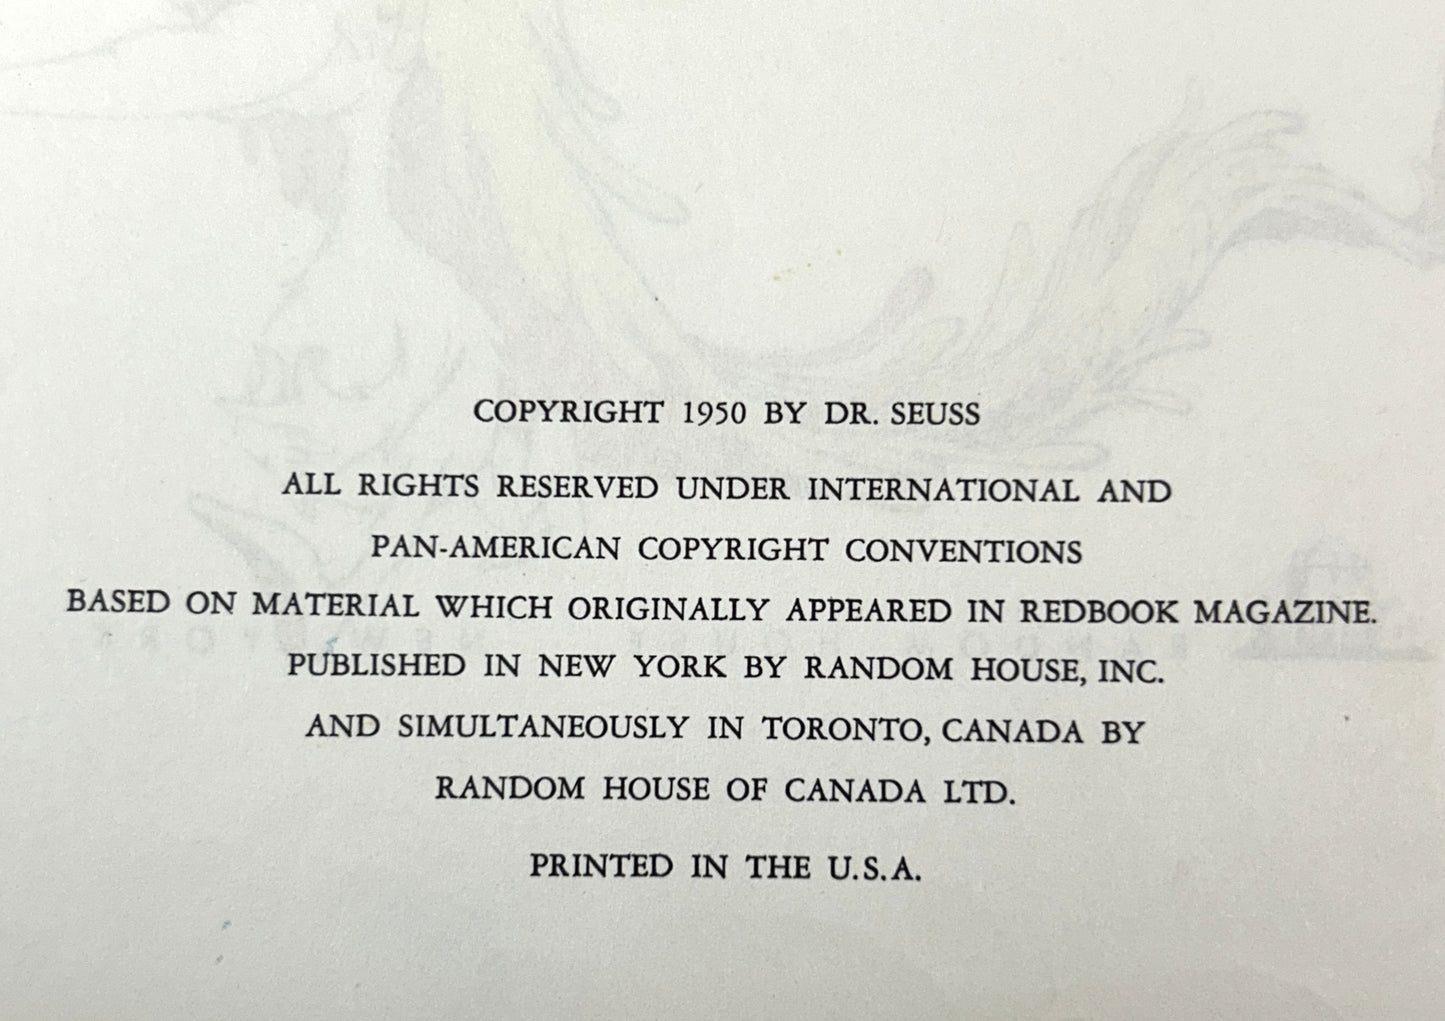 COPYRIGHT 1950 BY DR. SEUSS
ALL RIGHTS RESERVED UNDER INTERNATIONAL AND
PAN-AMERICAN COPYRIGHT CONVENTIONS
BASED ON MATERIAL WHICH ORIGINALLY APPEARED IN REDBOOK MAGAZINE.
PUBLISHED IN NEW YORK BY RANDOM HOUSE, INC.
AND SIMULTANEOUSLY IN TORONTO, CANADA BY
RANDOM HOUSE OF CANADA LTD.
PRINTED IN THE U.S.A.